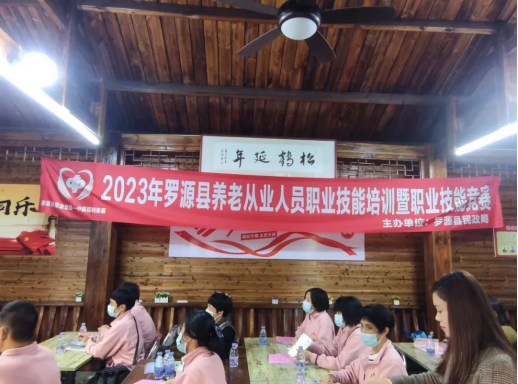 年延鹤松
2023年罗源县养老从业人员职业技能培训暨职业技能竞赛
主办单位：罗源县民政局
同乐